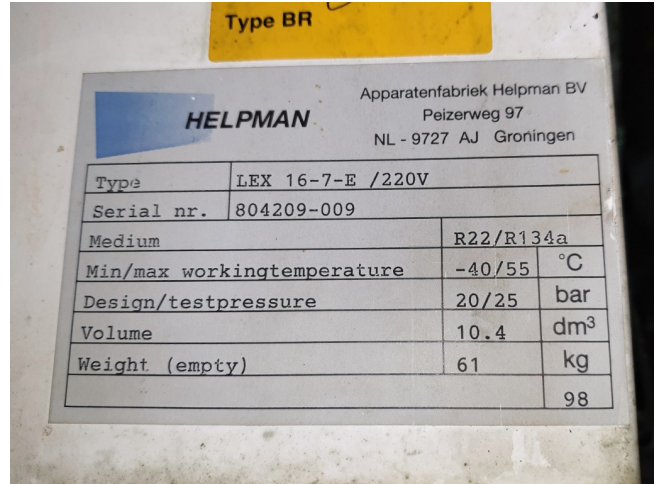 Type BR
HELPMAN
Apparatenfabriek Helpman BV
Peizerweg 97
NL - 9727 AJ Groningen
Type LEX 16-7-E /220V
Serial nr. 804209-009
Medium R22/R134a
Min/max workingtemperature -40/55 °C
Design/testpressure 20/25 bar
Volume 10.4 dm³
Weight (empty) 61 kg
98